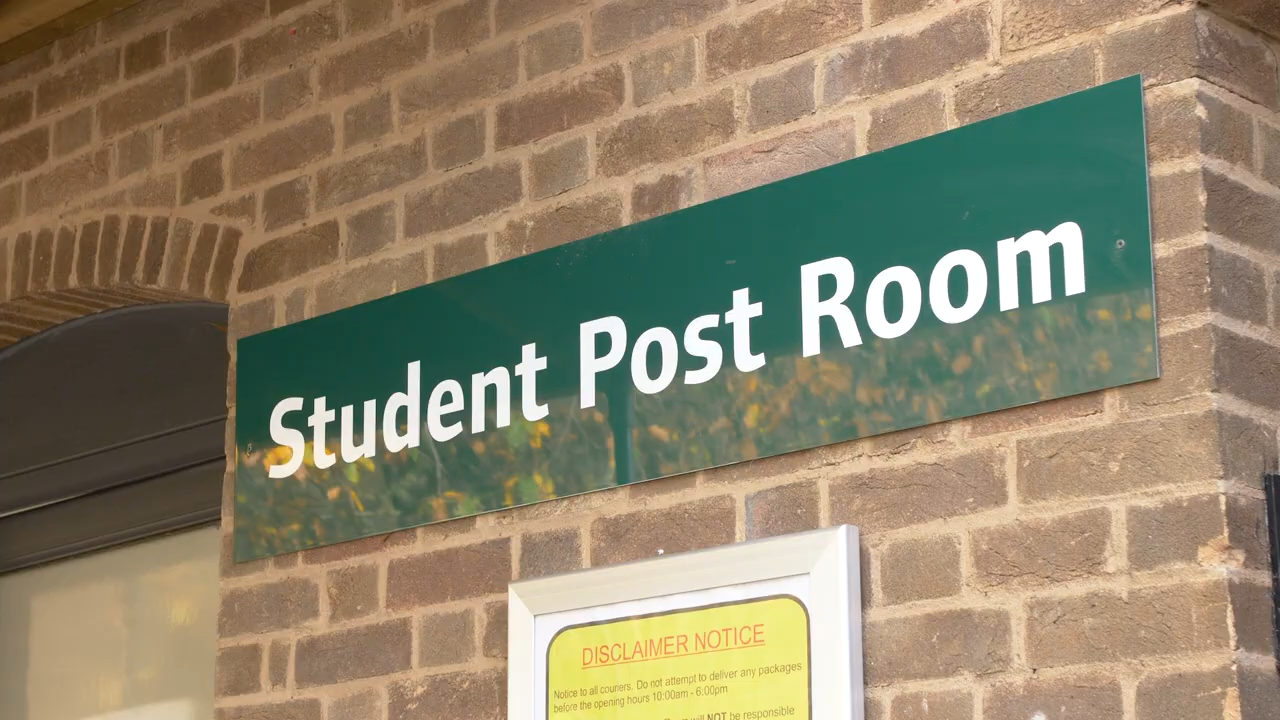 Student Post Room
DISCLAIMER NOTICE
Notice to all couriers. Do not attempt to deliver any packages
before the opening hours 10:00am - 6:00pm
will NOT be responsible